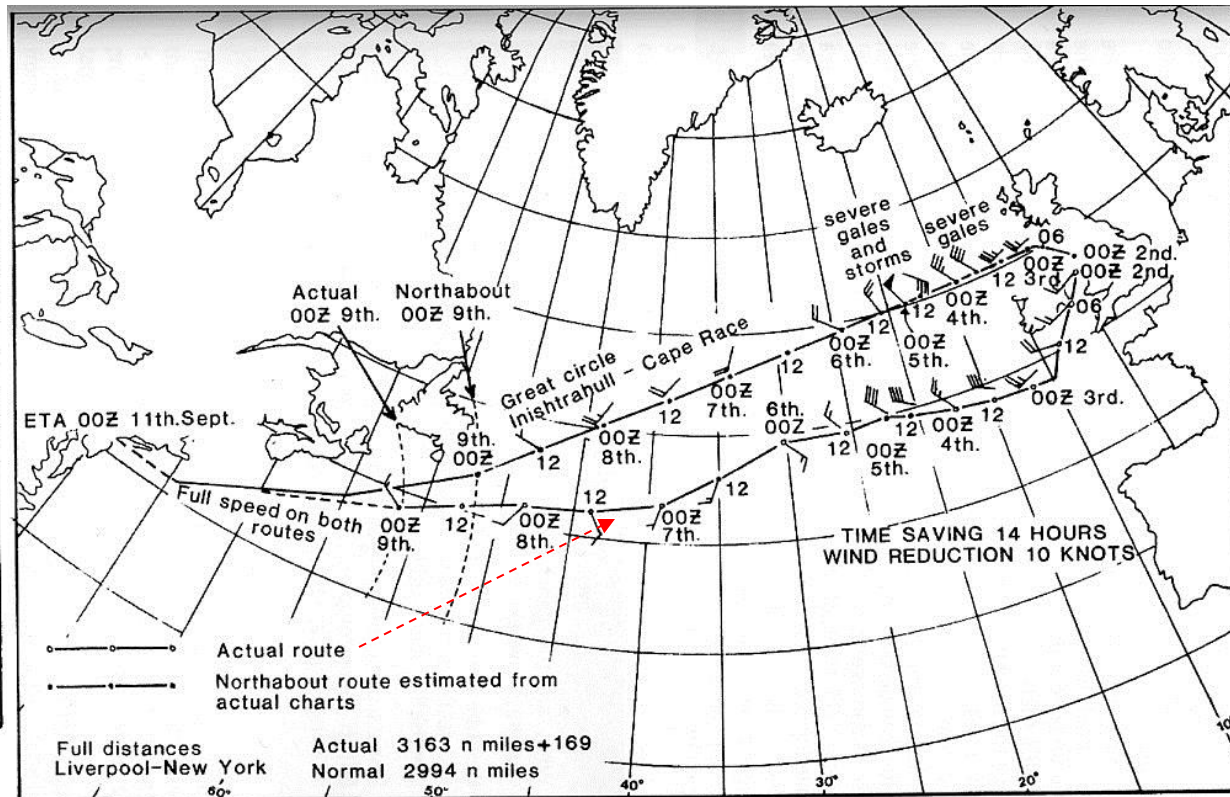 severe
gales
and
storms
severe
gales
06
00Z 2nd.
00Z
3rd
12
00Z 2nd.
06
12
00Z 3rd.
12
00Z
4th.
12
00Z
5th.
12
00Z
6th.
12
00Z
7th.
12
00Z
8th.
12
9th.
00Z
Great circle
Inishtrahull - Cape Race
Actual
00Z 9th.
Northabout
00Z 9th.
ETA 00Z 11th.Sept.
12
00Z
4th.
12
00Z
5th.
12
6th.
00Z
12
00Z
7th.
12
00Z
8th.
12
00Z
9th.
Full speed on both
routes
TIME SAVING 14 HOURS
WIND REDUCTION 10 KNOTS
Actual route
Northabout route estimated from
actual charts
Full distances
Liverpool-New York
Actual 3163 n miles+169
Normal 2994 n miles
60°
50°
40°
30°
20°
10°